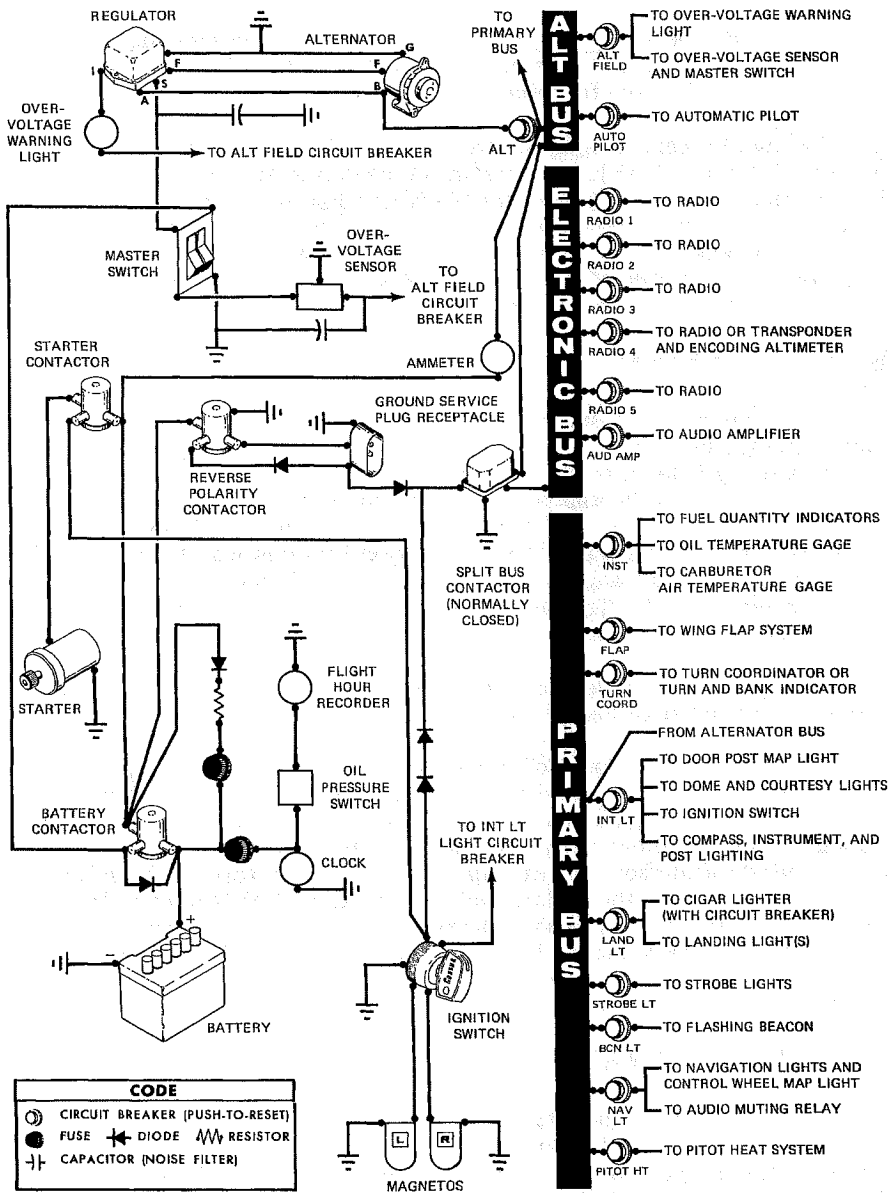 REGULATOR
ALTERNATOR
G
I
F
F
S
A
B
OVER-
VOLTAGE
WARNING
LIGHT
TO ALT FIELD CIRCUIT BREAKER
TO
PRIMARY
BUS
ALT
ALT BUS
ALT
FIELD
TO OVER-VOLTAGE WARNING
LIGHT
TO OVER-VOLTAGE SENSOR
AND MASTER SWITCH
AUTO
PILOT
TO AUTOMATIC PILOT
MASTER
SWITCH
OVER-
VOLTAGE
SENSOR
TO
ALT FIELD
CIRCUIT
BREAKER
ELECTRONIC BUS
RADIO 1
TO RADIO
RADIO 2
TO RADIO
RADIO 3
TO RADIO
RADIO 4
TO RADIO OR TRANSPONDER
AND ENCODING ALTIMETER
RADIO 5
TO RADIO
AUD AMP
TO AUDIO AMPLIFIER
STARTER
CONTACTOR
AMMETER
GROUND SERVICE
PLUG RECEPTACLE
REVERSE
POLARITY
CONTACTOR
SPLIT BUS
CONTACTOR
(NORMALLY
CLOSED)
PRIMARY BUS
INST
TO FUEL QUANTITY INDICATORS
TO OIL TEMPERATURE GAGE
TO CARBURETOR
AIR TEMPERATURE GAGE
FLAP
TO WING FLAP SYSTEM
TURN
COORD
TO TURN COORDINATOR OR
TURN AND BANK INDICATOR
FROM ALTERNATOR BUS
INT LT
TO DOOR POST MAP LIGHT
TO DOME AND COURTESY LIGHTS
TO IGNITION SWITCH
TO COMPASS, INSTRUMENT, AND
POST LIGHTING
LAND
LT
TO CIGAR LIGHTER
(WITH CIRCUIT BREAKER)
TO LANDING LIGHT(S)
STROBE LT
TO STROBE LIGHTS
BCN LT
TO FLASHING BEACON
NAV
LT
TO NAVIGATION LIGHTS AND
CONTROL WHEEL MAP LIGHT
TO AUDIO MUTING RELAY
PITOT HT
TO PITOT HEAT SYSTEM
STARTER
FLIGHT
HOUR
RECORDER
OIL
PRESSURE
SWITCH
BATTERY
CONTACTOR
CLOCK
TO INT LT
LIGHT CIRCUIT
BREAKER
+
−
BATTERY
IGNITION
SWITCH
L
R
MAGNETOS
CODE
CIRCUIT BREAKER (PUSH-TO-RESET)
FUSE DIODE RESISTOR
CAPACITOR (NOISE FILTER)